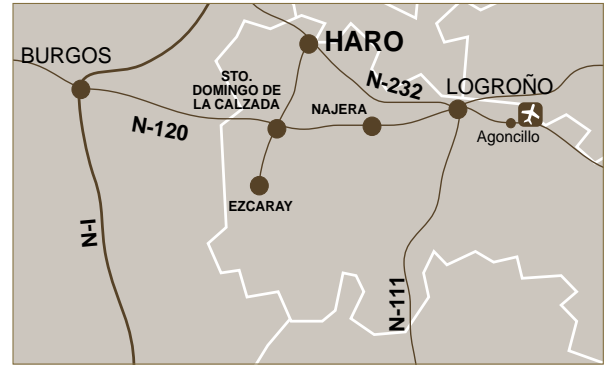 BURGOS
HARO
STO.
DOMINGO DE
LA CALZADA
N-232
LOGROÑO
NAJERA
N-120
Agoncillo
EZCARAY
N-I
N-111